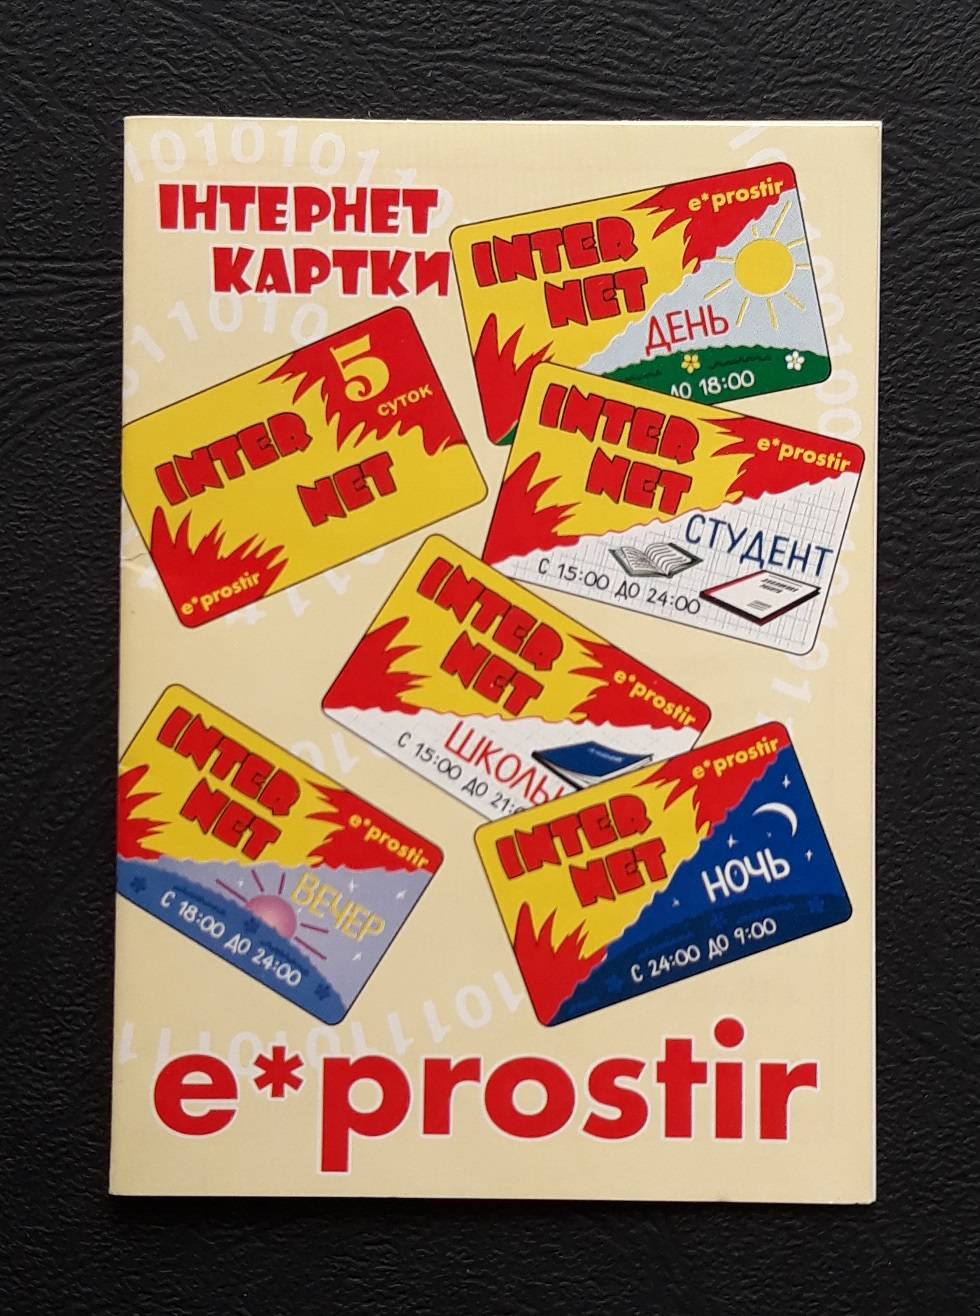 ІНТЕРНЕТ
КАРТКИ
e*prostir
INTER
NET
ДЕНЬ
ДО 18:00
5
суток
INTER
NET
e*prostir
INTER
NET
e*prostir
СТУДЕНТ
С 15:00 ДО 24:00
INTER
NET
e*prostir
С 15:00 ДО
INTER
NET
e*prostir
ВЕЧЕР
С 18:00 ДО 24:00
INTER
NET
e*prostir
НОЧЬ
С 24:00 ДО 9:00
e*prostir